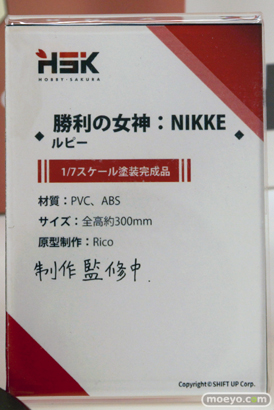 HSK
HOBBY SAKURA
勝利の女神：NIKKE
ルピー
1/7スケール塗装完成品
材質：PVC、ABS
サイズ：全高約300mm
原型制作：Rico
制作監修中.
Copyright©SHIFT UP Corp.
moeyo.com